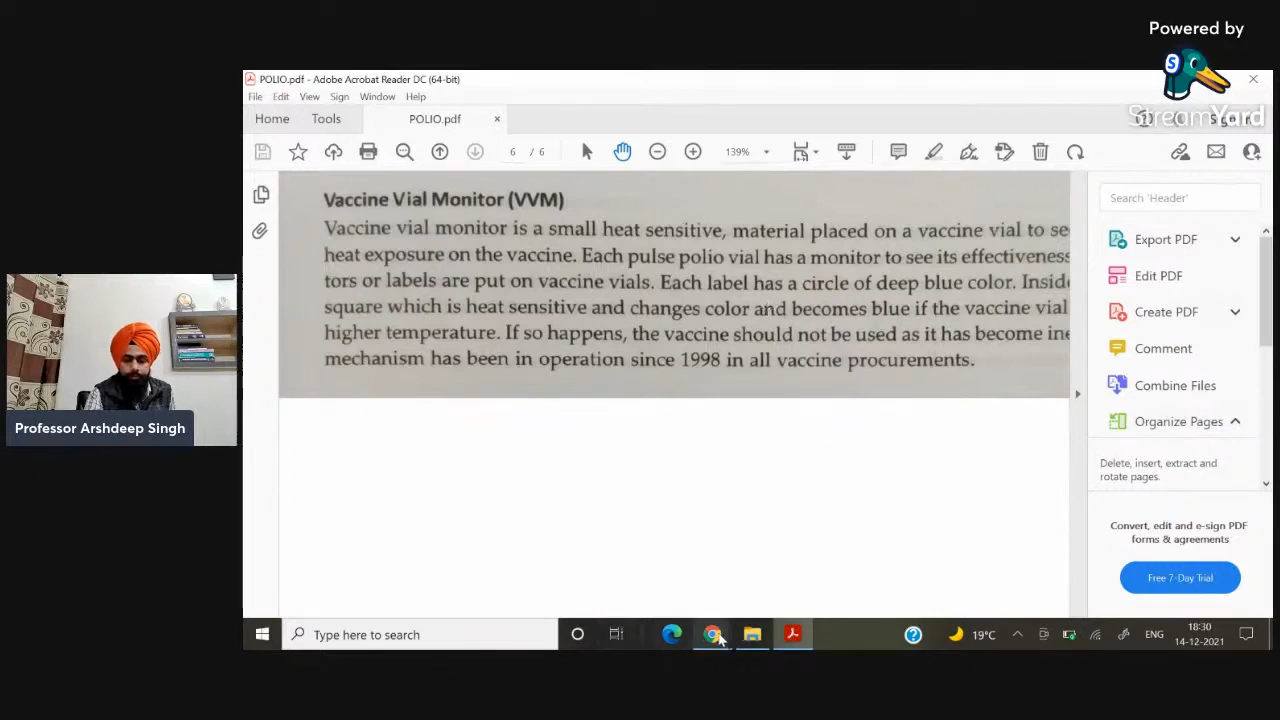 Powered by
StreamYard
POLIO.pdf - Adobe Acrobat Reader DC (64-bit)
File Edit View Sign Window Help
Home Tools POLIO.pdf × Sign
6 / 6 139%
Vaccine Vial Monitor (VVM)
Vaccine vial monitor is a small heat sensitive, material placed on a vaccine vial to se
heat exposure on the vaccine. Each pulse polio vial has a monitor to see its effectiveness
tors or labels are put on vaccine vials. Each label has a circle of deep blue color. Insid
square which is heat sensitive and changes color and becomes blue if the vaccine vial
higher temperature. If so happens, the vaccine should not be used as it has become ine
mechanism has been in operation since 1998 in all vaccine procurements.
Search 'Header'
Export PDF
Edit PDF
Create PDF
Comment
Combine Files
Organize Pages
Delete, insert, extract and
rotate pages.
Convert, edit and e-sign PDF
forms & agreements
Free 7-Day Trial
Professor Arshdeep Singh
Type here to search
19°C
ENG
18:30
14-12-2021